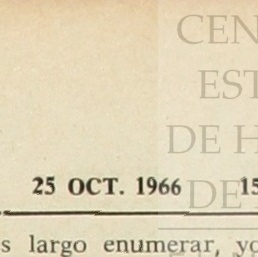 CEN
EST
DE H
25 OCT. 1966 15
DE
s largo enumerar, yo